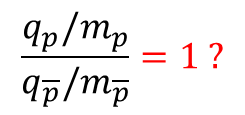 q_p/m_p
q_p̅/m_p̅
= 1 ?